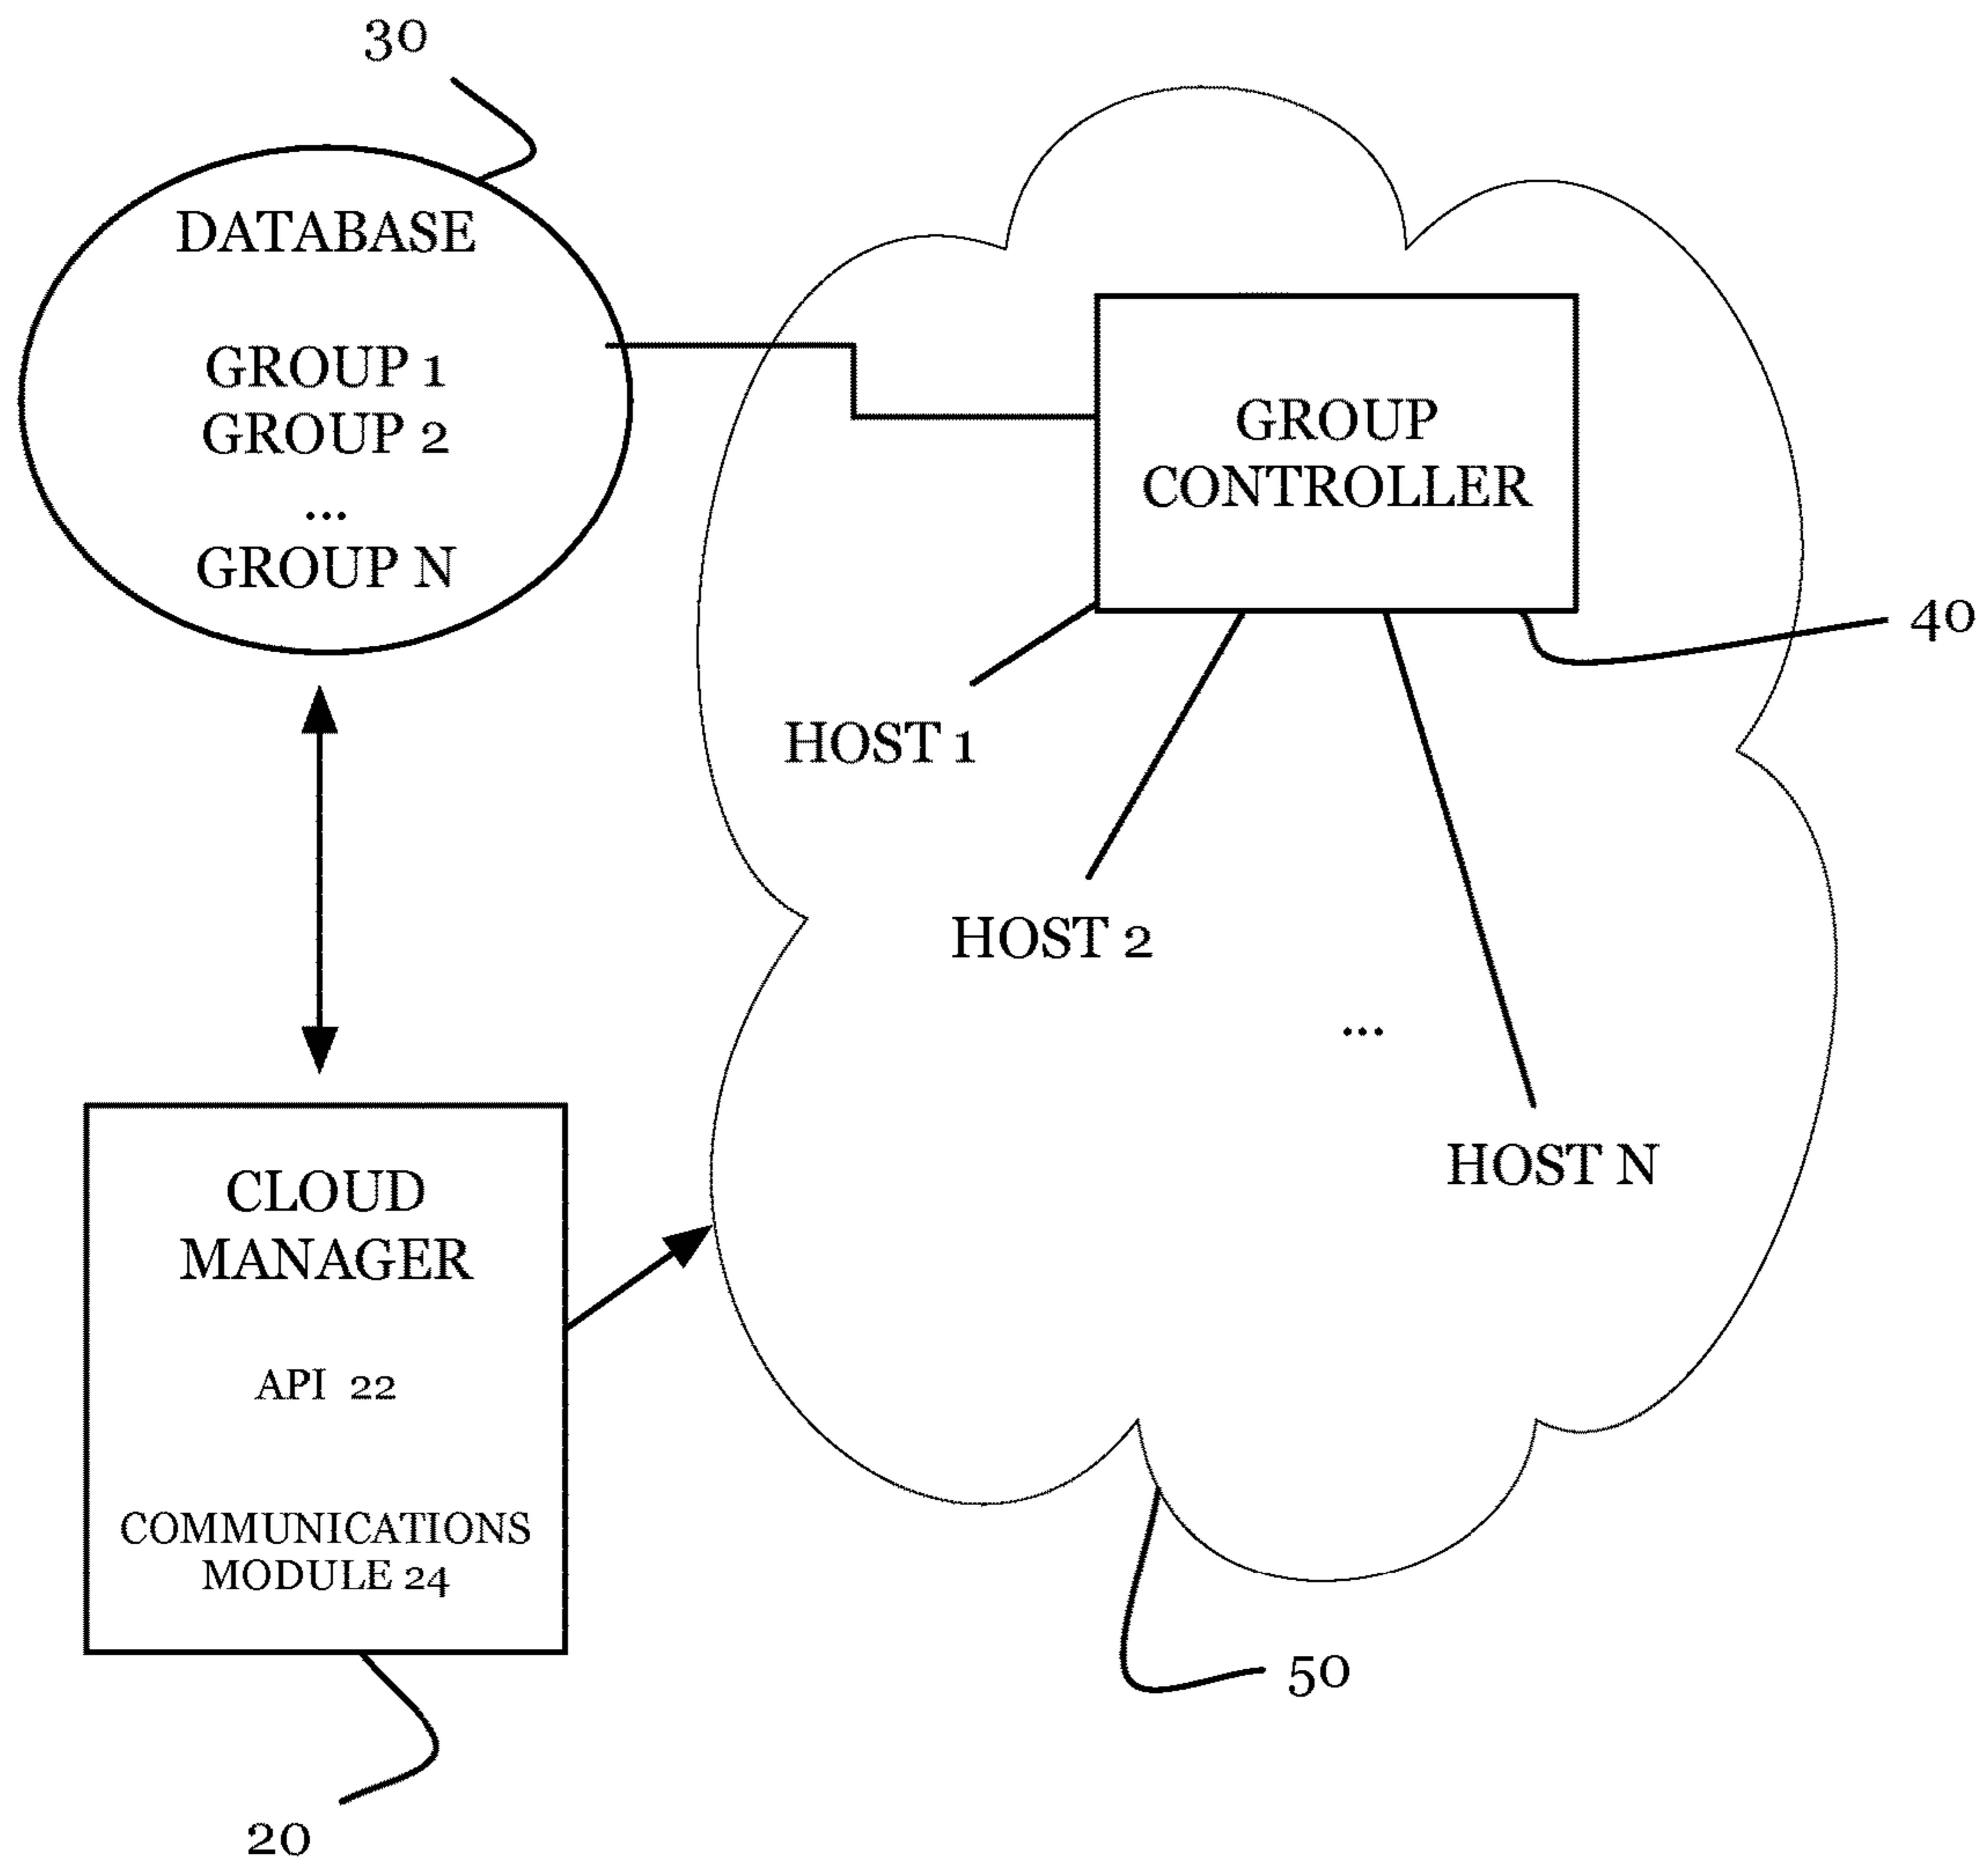 30
DATABASE
GROUP 1
GROUP 2
...
GROUP N
GROUP
CONTROLLER
40
HOST 1
HOST 2
...
HOST N
CLOUD
MANAGER
API 22
COMMUNICATIONS
MODULE 24
50
20